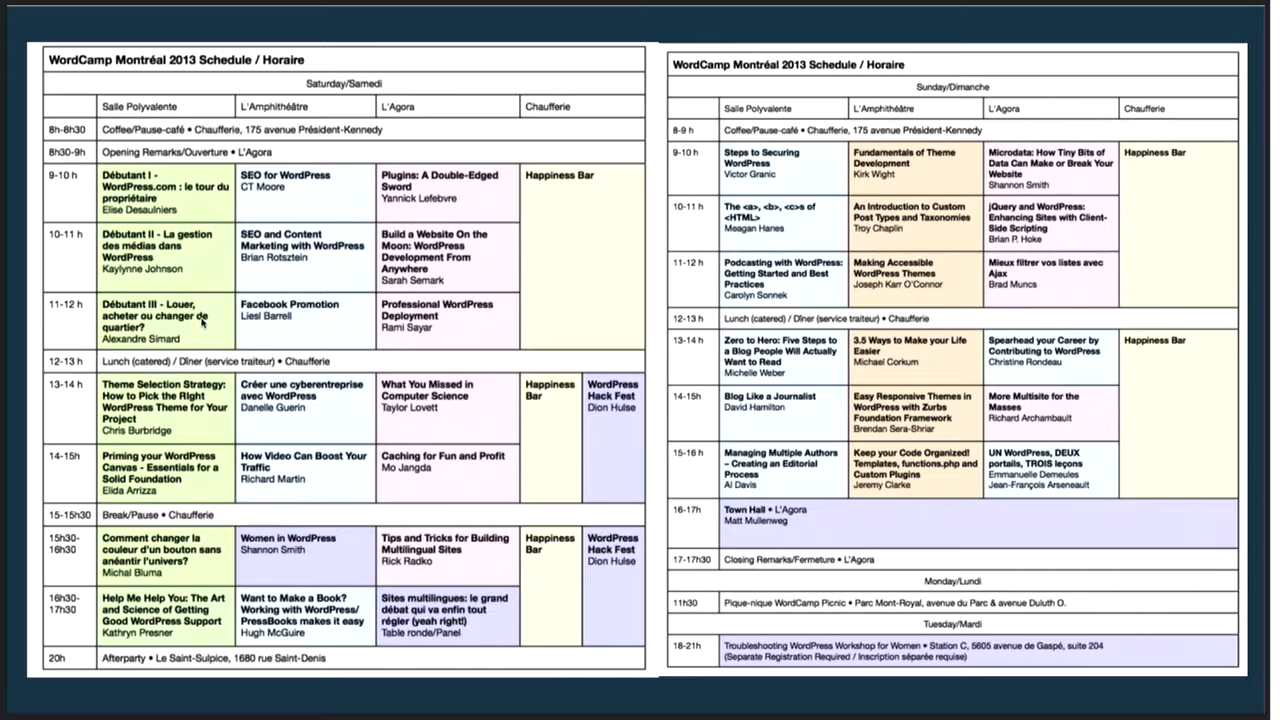 WordCamp Montréal 2013 Schedule / Horaire
Saturday/Samedi
Salle Polyvalente
L'Amphithéâtre
L'Agora
Chaufferie
8h-8h30
Coffee/Pause-café • Chaufferie, 175 avenue Président-Kennedy
8h30-9h
Opening Remarks/Ouverture • L'Agora
9-10 h
Débutant I -
WordPress.com : le tour du
propriétaire
Elise Desaulniers
SEO for WordPress
CT Moore
Plugins: A Double-Edged
Sword
Yannick Lefebvre
Happiness Bar
10-11 h
Débutant II - La gestion
des médias dans
WordPress
Kaylynne Johnson
SEO and Content
Marketing with WordPress
Brian Rotsztein
Build a Website On the
Moon: WordPress
Development From
Anywhere
Sarah Semark
11-12 h
Débutant III - Louer,
acheter ou changer de
quartier?
Alexandre Simard
Facebook Promotion
Liesl Barrell
Professional WordPress
Deployment
Rami Sayar
12-13 h
Lunch (catered) / Dîner (service traiteur) • Chaufferie
13-14 h
Theme Selection Strategy:
How to Pick the RIght
WordPress Theme for Your
Project
Chris Burbridge
Créer une cyberentreprise
avec WordPress
Danelle Guerin
What You Missed in
Computer Science
Taylor Lovett
Happiness
Bar
WordPress
Hack Fest
Dion Hulse
14-15h
Priming your WordPress
Canvas - Essentials for a
Solid Foundation
Elida Arrizza
How Video Can Boost Your
Traffic
Richard Martin
Caching for Fun and Profit
Mo Jangda
15-15h30
Break/Pause • Chaufferie
15h30-
16h30
Comment changer la
couleur d'un bouton sans
anéantir l'univers?
Michal Bluma
Women in WordPress
Shannon Smith
Tips and Tricks for Building
Multilingual Sites
Rick Radko
Happiness
Bar
WordPress
Hack Fest
Dion Hulse
16h30-
17h30
Help Me Help You: The Art
and Science of Getting
Good WordPress Support
Kathryn Presner
Want to Make a Book?
Working with WordPress/
PressBooks makes it easy
Hugh McGuire
Sites multilingues: le grand
débat qui va enfin tout
régler (yeah right!)
Table ronde/Panel
20h
Afterparty • Le Saint-Sulpice, 1680 rue Saint-Denis
WordCamp Montréal 2013 Schedule / Horaire
Sunday/Dimanche
Salle Polyvalente
L'Amphithéâtre
L'Agora
Chaufferie
8-9 h
Coffee/Pause-café • Chaufferie, 175 avenue Président-Kennedy
9-10 h
Steps to Securing
WordPress
Victor Granic
Fundamentals of Theme
Development
Kirk Wight
Microdata: How Tiny Bits of
Data Can Make or Break Your
Website
Shannon Smith
Happiness Bar
10-11 h
The <a>, <b>, <c>s of
<HTML>
Meagan Hanes
An Introduction to Custom
Post Types and Taxonomies
Troy Chaplin
jQuery and WordPress:
Enhancing Sites with Client-
Side Scripting
Brian P. Hoke
11-12 h
Podcasting with WordPress:
Getting Started and Best
Practices
Carolyn Sonnek
Making Accessible
WordPress Themes
Joseph Karr O'Connor
Mieux filtrer vos listes avec
Ajax
Brad Muncs
12-13 h
Lunch (catered) / Dîner (service traiteur) • Chaufferie
13-14 h
Zero to Hero: Five Steps to
a Blog People Will Actually
Want to Read
Michelle Weber
3.5 Ways to Make your Life
Easier
Michael Corkum
Spearhead your Career by
Contributing to WordPress
Christine Rondeau
Happiness Bar
14-15h
Blog Like a Journalist
David Hamilton
Easy Responsive Themes in
WordPress with Zurbs
Foundation Framework
Brendan Sera-Shriar
More Multisite for the
Masses
Richard Archambault
15-16 h
Managing Multiple Authors
– Creating an Editorial
Process
Al Davis
Keep your Code Organized!
Templates, functions.php and
Custom Plugins
Jeremy Clarke
UN WordPress, DEUX
portails, TROIS leçons
Emmanuelle Demeules
Jean-François Arseneault
16-17h
Town Hall • L'Agora
Matt Mullenweg
17-17h30
Closing Remarks/Fermeture • L'Agora
Monday/Lundi
11h30
Pique-nique WordCamp Picnic • Parc Mont-Royal, avenue du Parc & avenue Duluth O.
Tuesday/Mardi
18-21h
Troubleshooting WordPress Workshop for Women • Station C, 5605 avenue de Gaspé, suite 204
(Separate Registration Required / Inscription séparée requise)